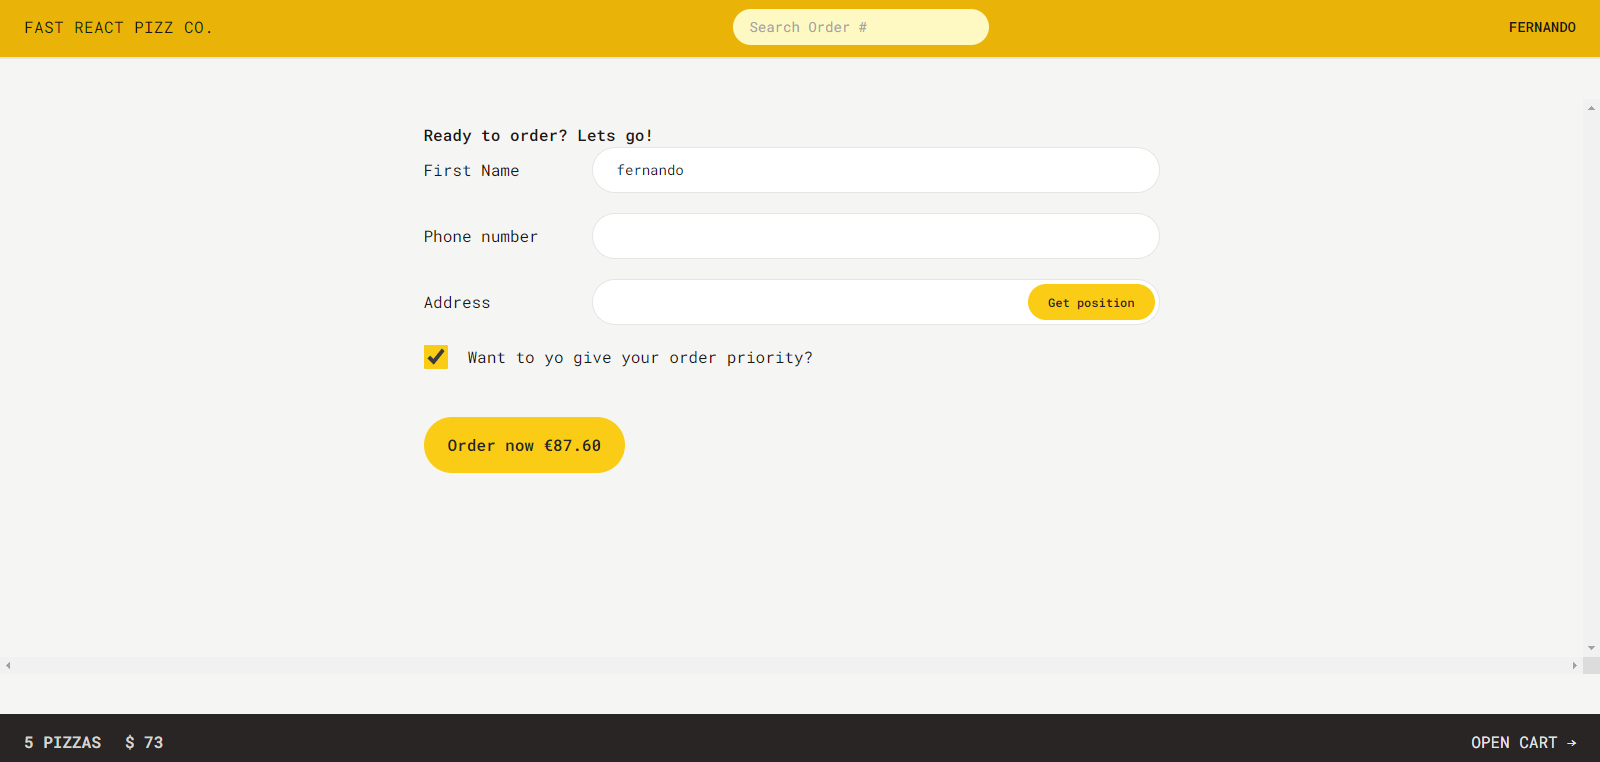 FAST REACT PIZZ CO.
Search Order #
FERNANDO
Ready to order? Lets go!
First Name
fernando
Phone number
Address
Get position
Want to yo give your order priority?
Order now €87.60
5 PIZZAS $ 73
OPEN CART →